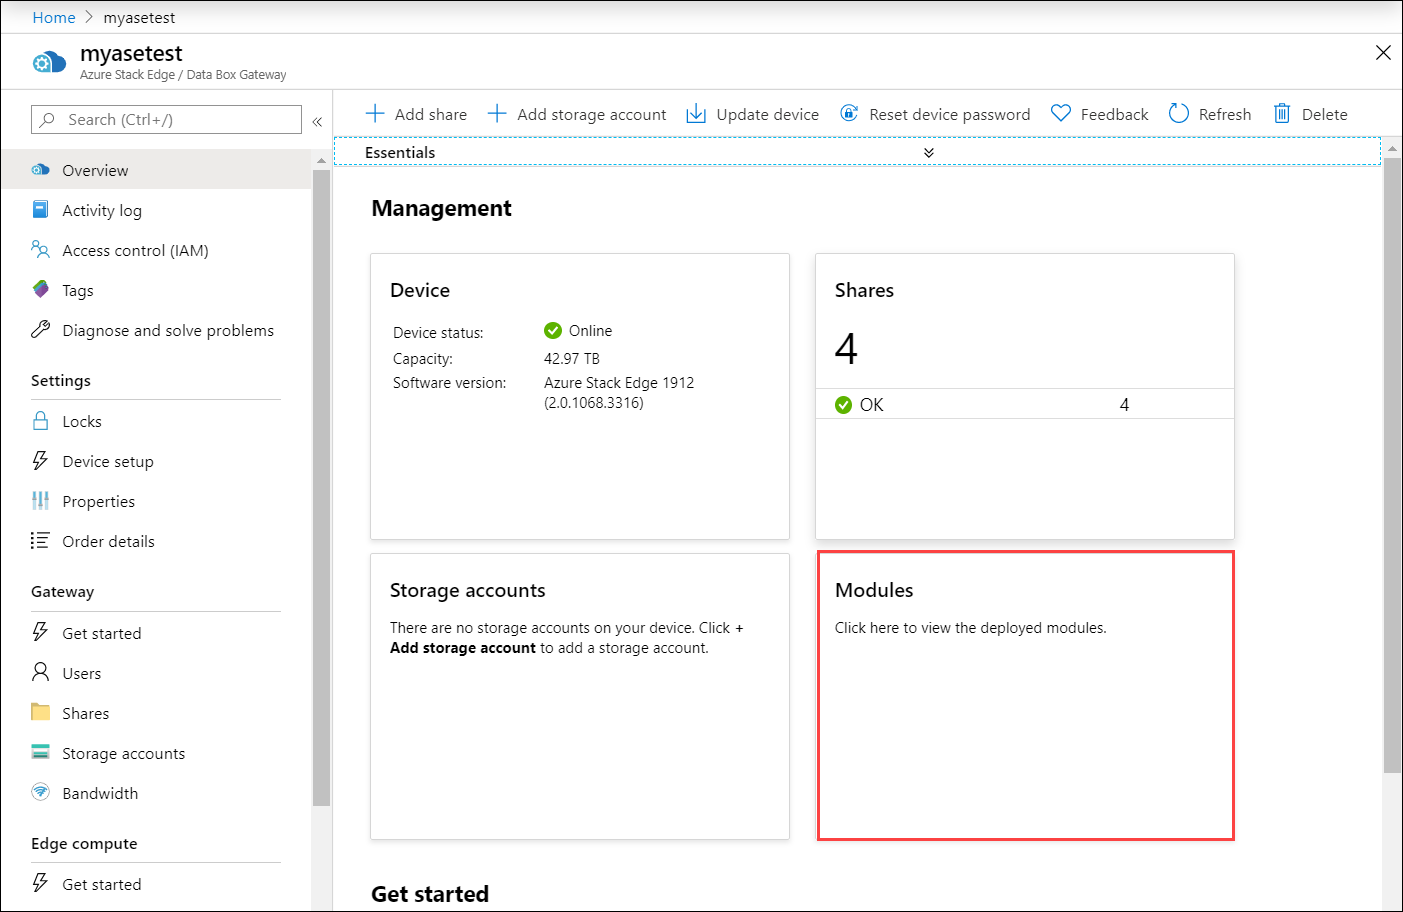 Home > myasetest
myasetest
Azure Stack Edge / Data Box Gateway
Search (Ctrl+/)
«
Overview
Activity log
Access control (IAM)
Tags
Diagnose and solve problems
Settings
Locks
Device setup
Properties
Order details
Gateway
Get started
Users
Shares
Storage accounts
Bandwidth
Edge compute
Get started
+ Add share + Add storage account Update device Reset device password Feedback Refresh Delete
Essentials
Management
Device
Device status: Online
Capacity: 42.97 TB
Software version: Azure Stack Edge 1912
(2.0.1068.3316)
Shares
4
OK 4
Storage accounts
There are no storage accounts on your device. Click +
Add storage account to add a storage account.
Modules
Click here to view the deployed modules.
Get started